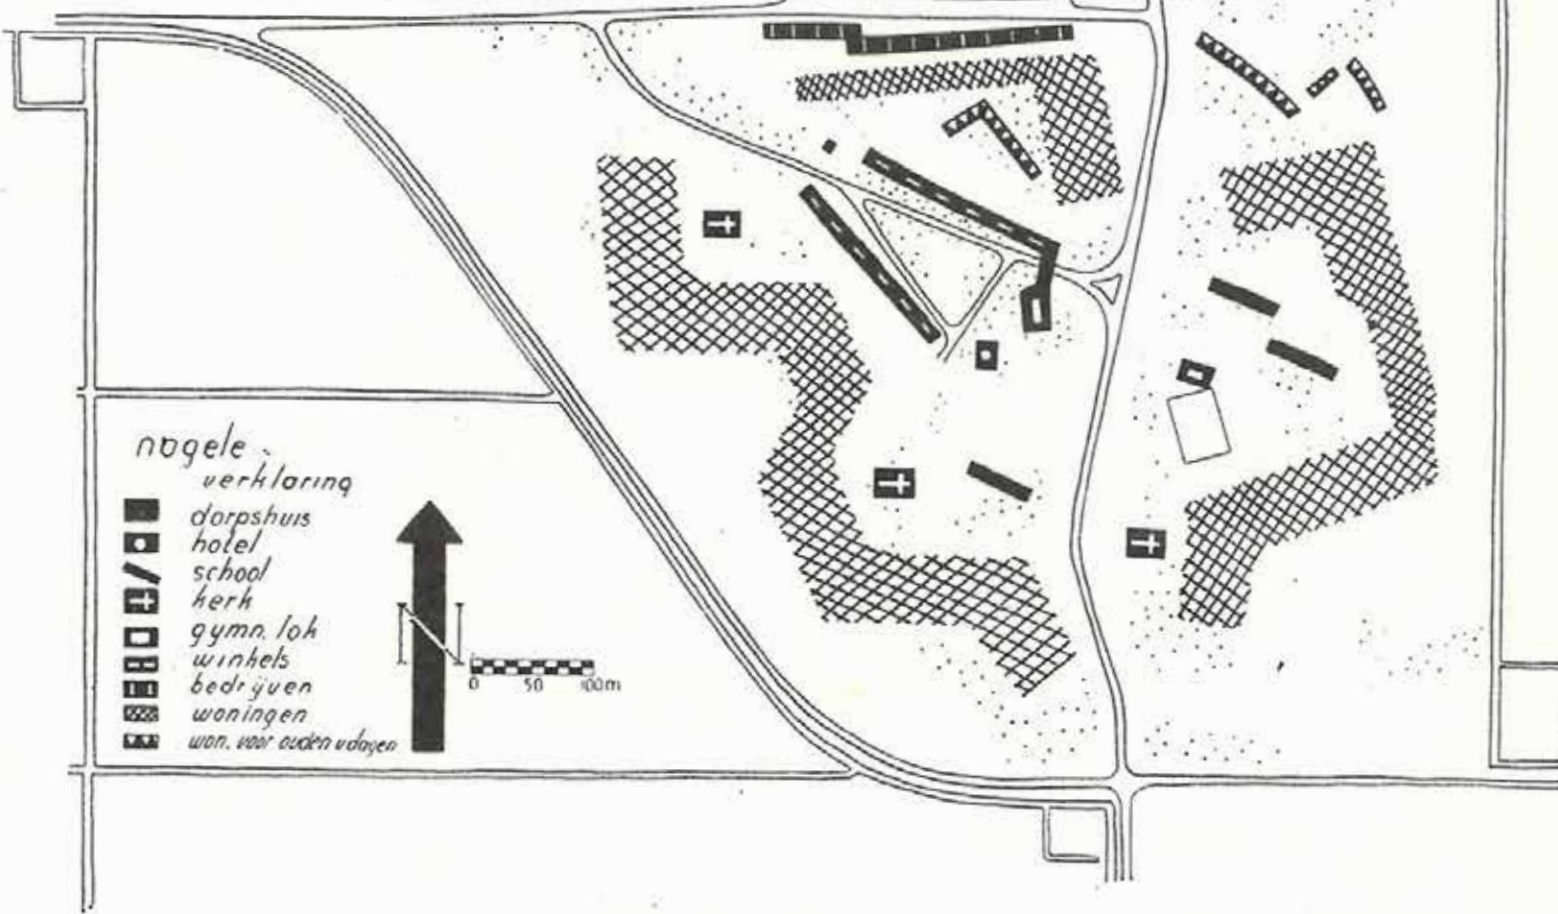 nagele
verklaring
dorpshuis
hotel
school
kerk
gymn. lok
winkels
bedrijven
woningen
won. voor ouden v dagen
0 50 100m